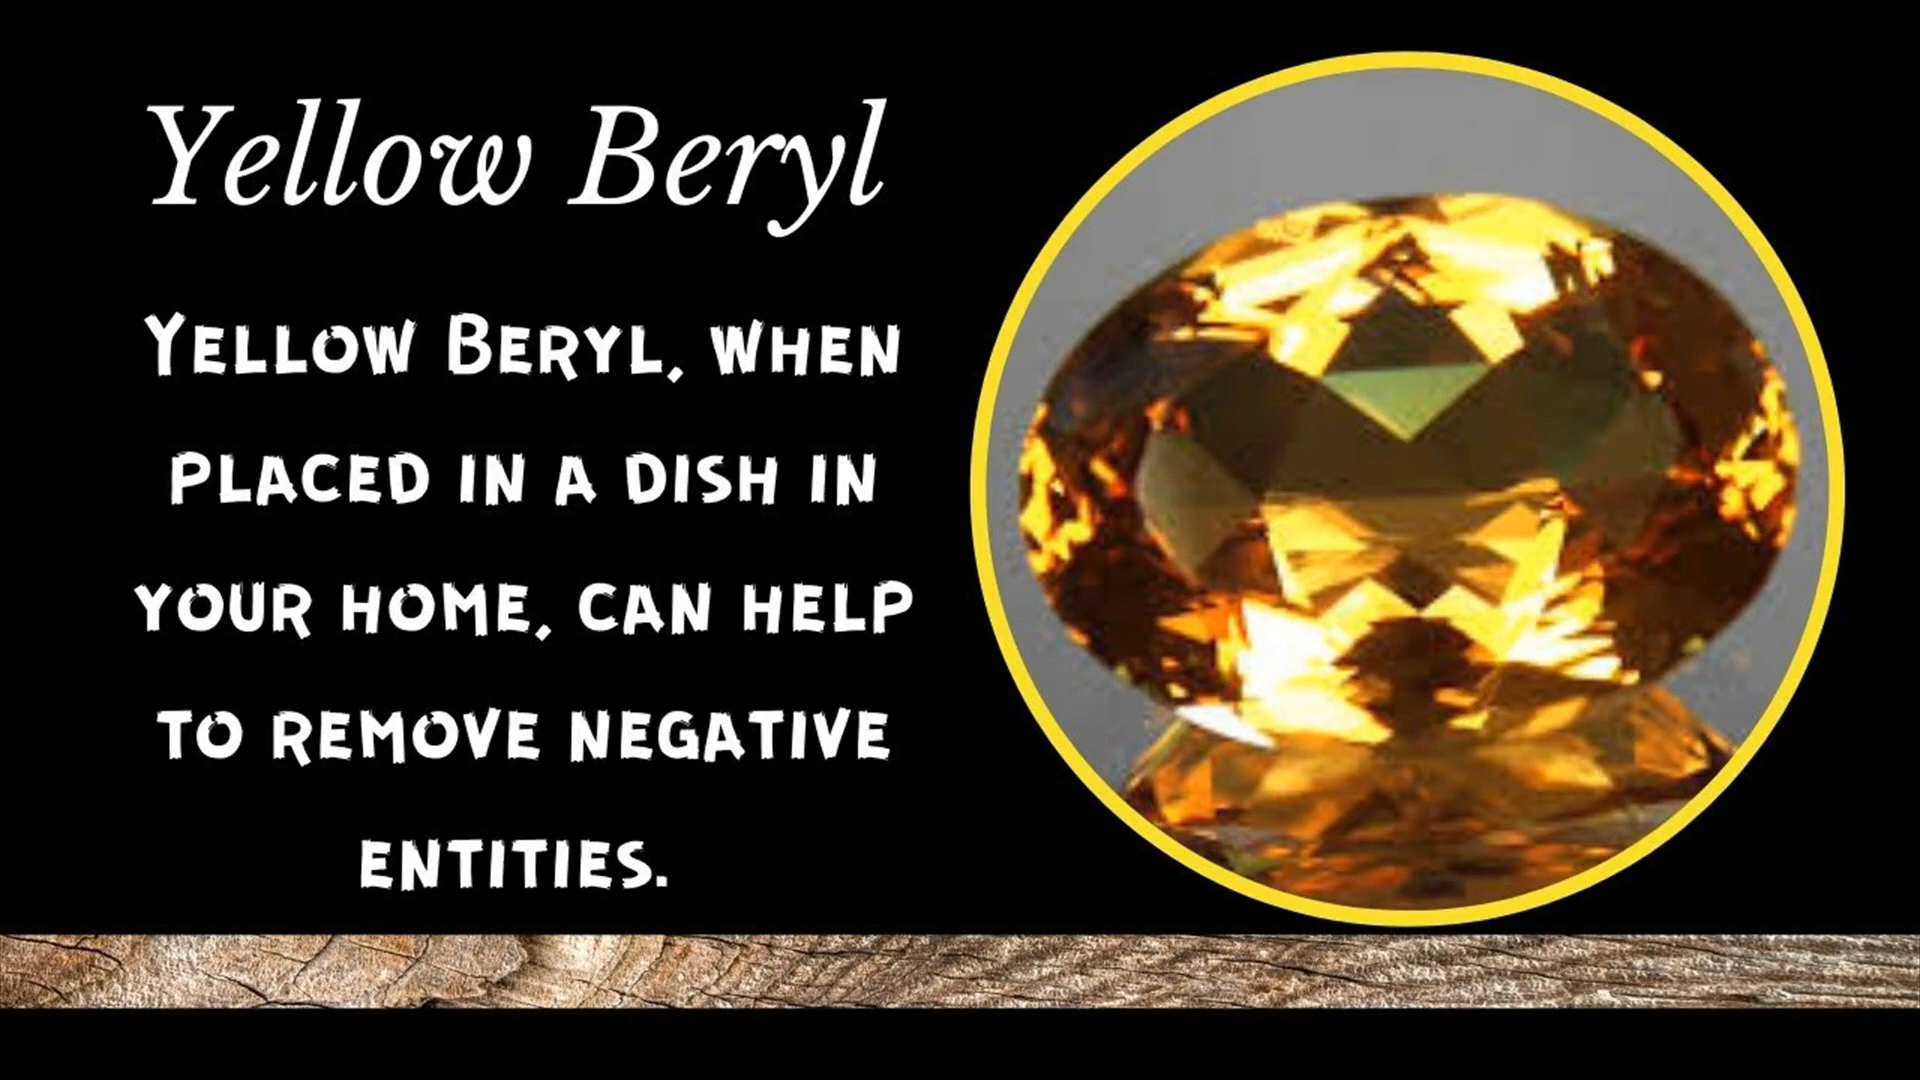 Yellow Beryl
Yellow Beryl, when
placed in a dish in
your home, can help
to remove negative
entities.